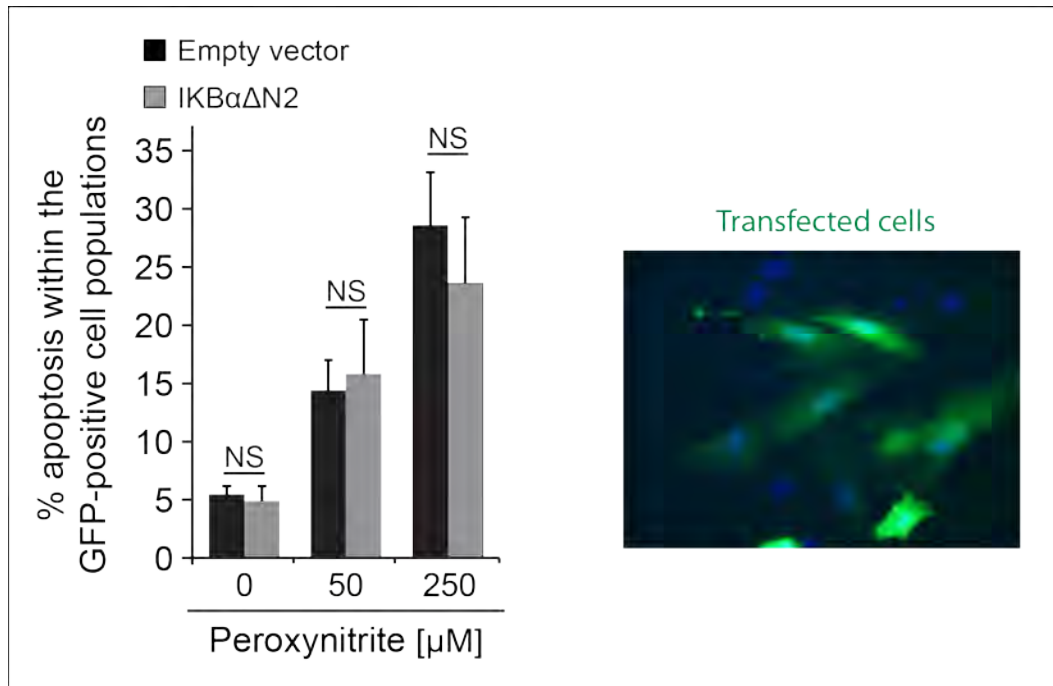 Empty vector
IKBαΔN2
% apoptosis within the
GFP-positive cell populations
35
30
25
20
15
10
5
0
NS
NS
NS
0 50 250
Peroxynitrite [µM]
Transfected cells